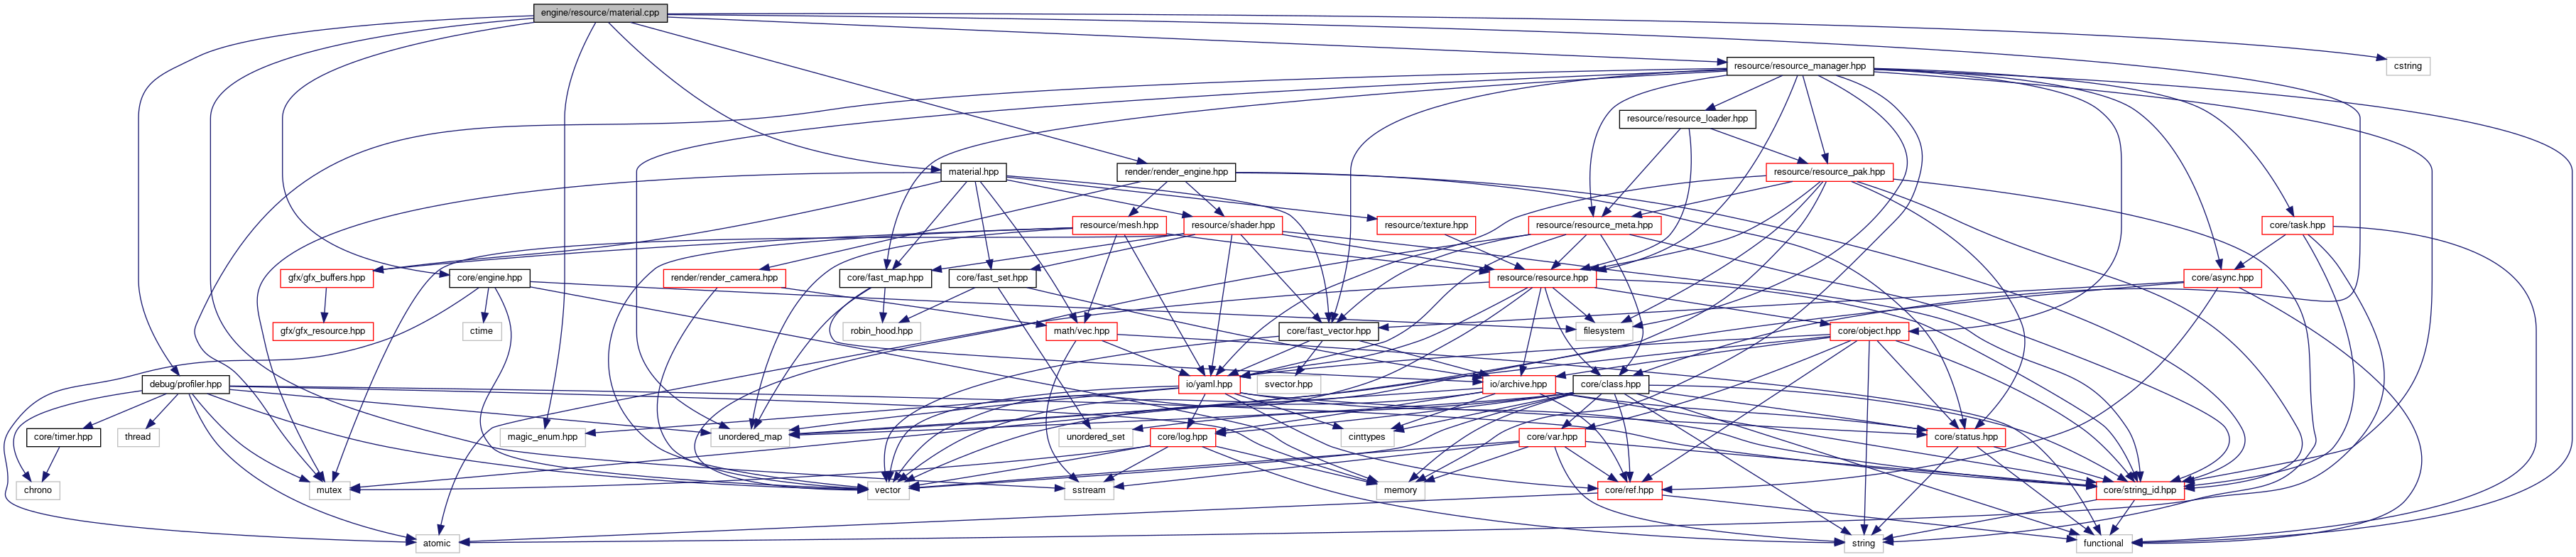 engine/resource/material.cpp
resource/resource_manager.hpp
cstring
resource/resource_loader.hpp
material.hpp
render/render_engine.hpp
resource/resource_pak.hpp
resource/mesh.hpp
resource/shader.hpp
resource/texture.hpp
resource/resource_meta.hpp
core/task.hpp
gfx/gfx_buffers.hpp
core/engine.hpp
render/render_camera.hpp
core/fast_map.hpp
core/fast_set.hpp
resource/resource.hpp
core/async.hpp
gfx/gfx_resource.hpp
ctime
robin_hood.hpp
math/vec.hpp
core/fast_vector.hpp
filesystem
core/object.hpp
debug/profiler.hpp
io/yaml.hpp
svector.hpp
io/archive.hpp
core/class.hpp
core/timer.hpp
thread
magic_enum.hpp
unordered_map
unordered_set
core/log.hpp
cinttypes
core/var.hpp
core/status.hpp
chrono
mutex
vector
sstream
memory
core/ref.hpp
core/string_id.hpp
atomic
string
functional